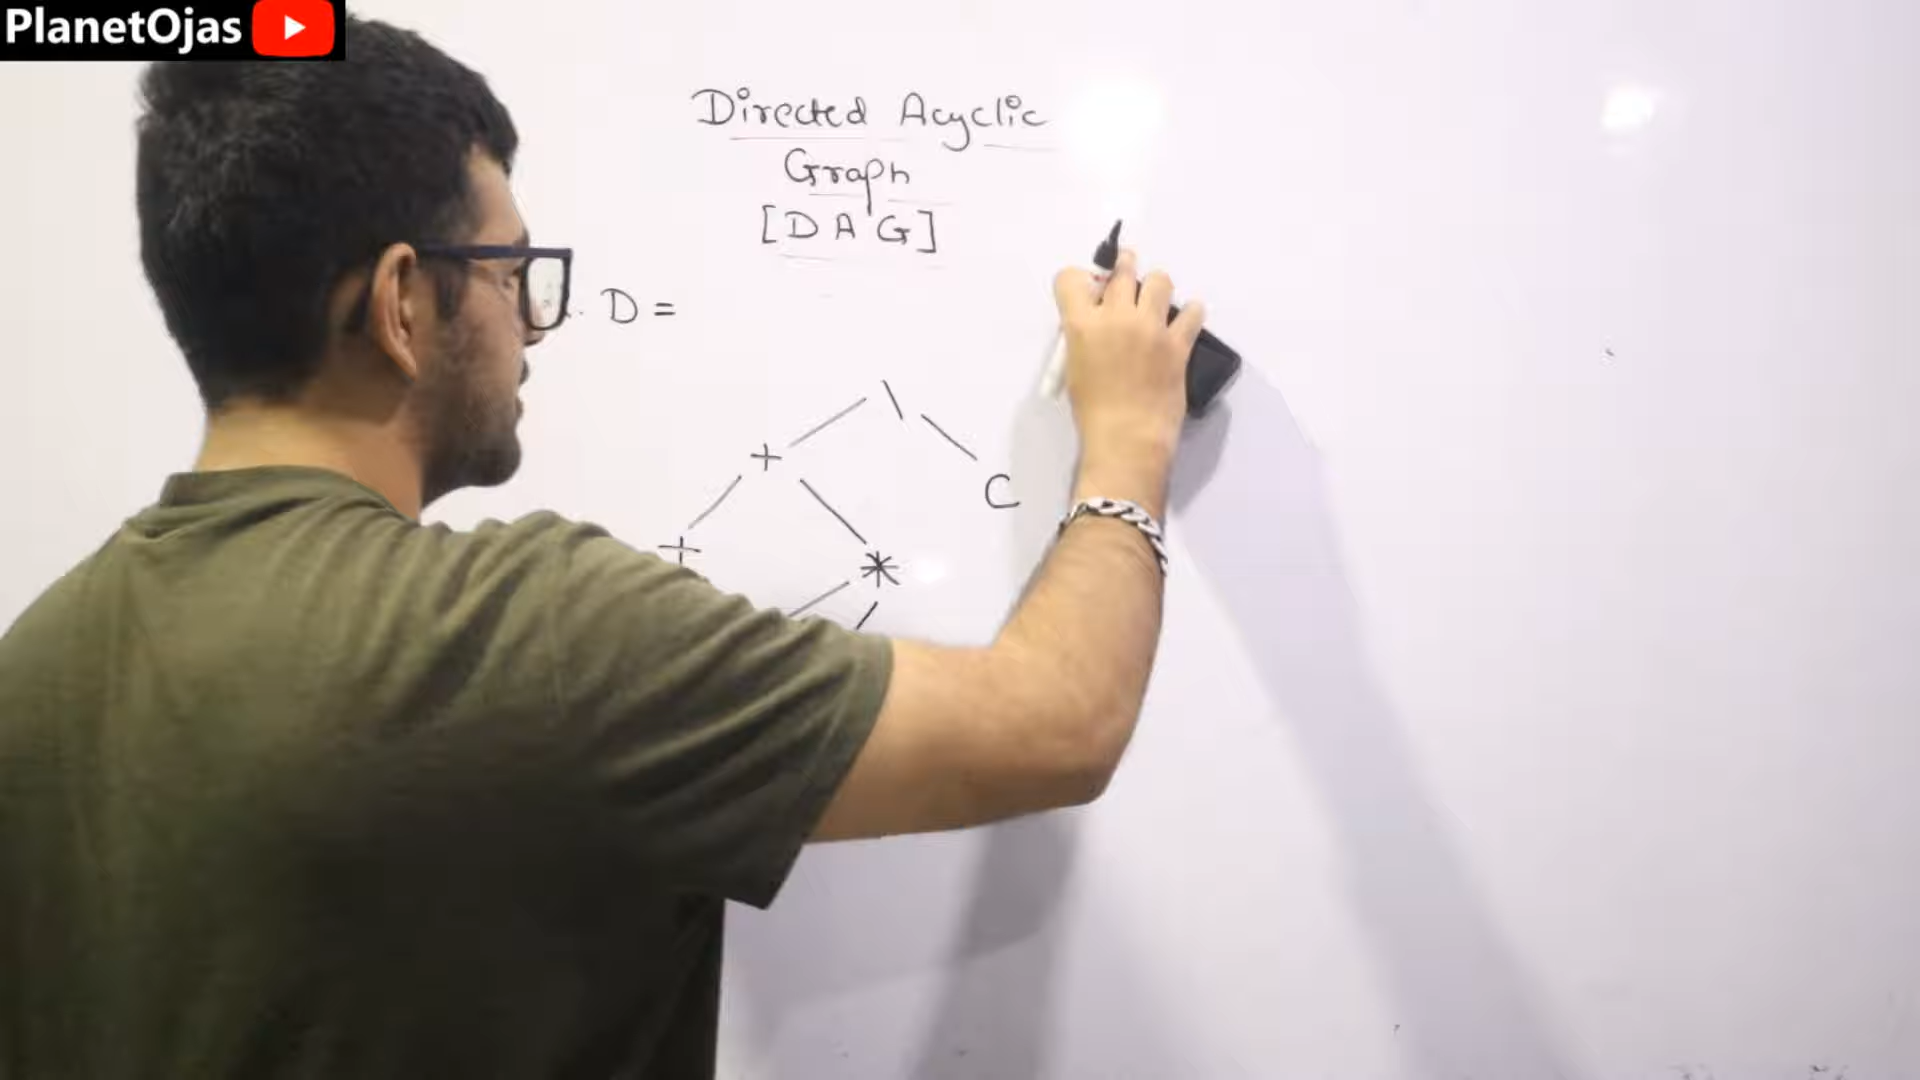 PlanetOjas
Directed Acyclic
Graph
[DAG]
D =
\
+
C
+
*